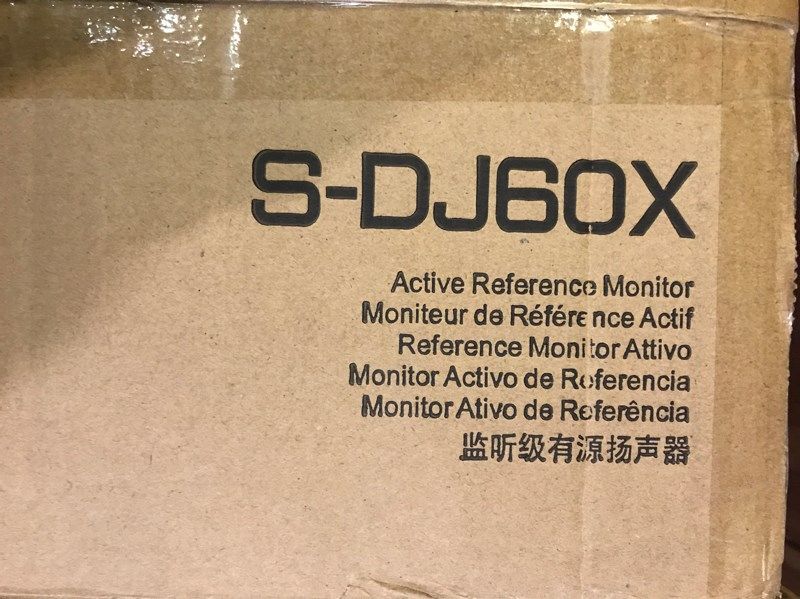 S-DJ60X
Active Reference Monitor
Moniteur de Référence Actif
Reference Monitor Attivo
Monitor Activo de Referencia
Monitor Ativo de Referência
监听级有源扬声器